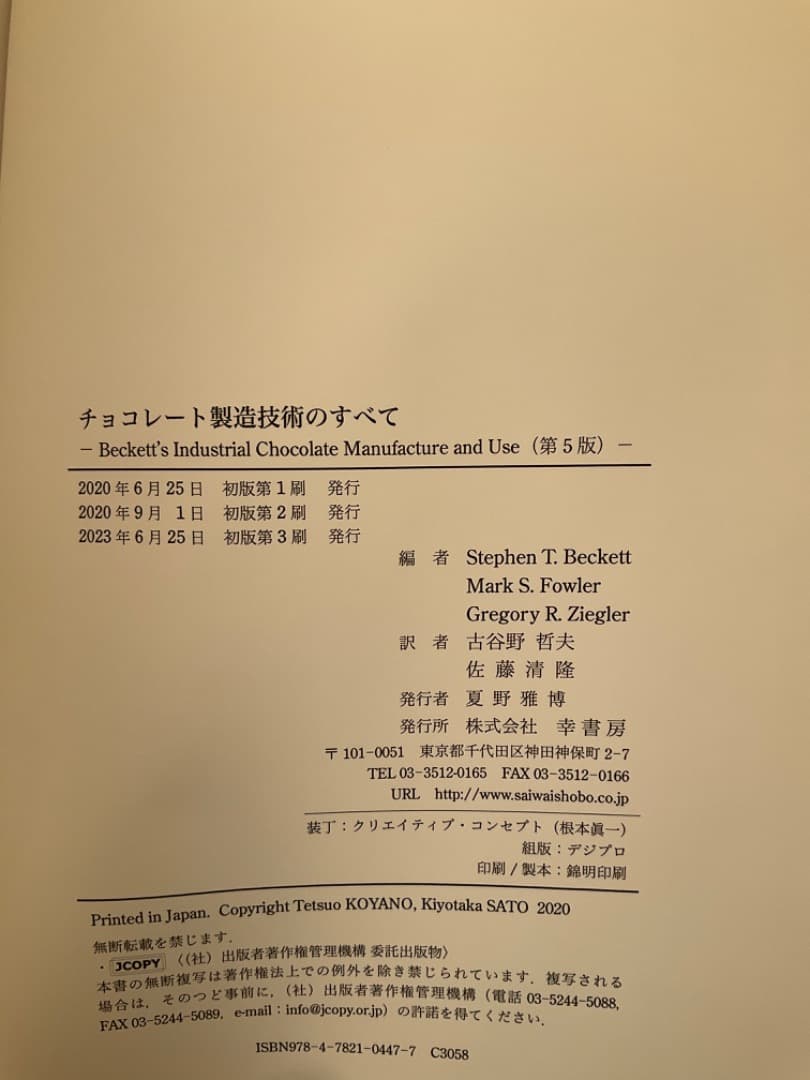 チョコレート製造技術のすべて
− Beckett's Industrial Chocolate Manufacture and Use（第5版）−
2020年6月25日 初版第1刷 発行
2020年9月 1日 初版第2刷 発行
2023年6月25日 初版第3刷 発行
編 者 Stephen T. Beckett
Mark S. Fowler
Gregory R. Ziegler
訳 者 古谷野 哲夫
佐 藤 清 隆
発行者 夏 野 雅 博
発行所 株式会社 幸書房
〒101-0051 東京都千代田区神田神保町2-7
TEL 03-3512-0165 FAX 03-3512-0166
URL http://www.saiwaishobo.co.jp
装丁：クリエイティブ・コンセプト（根本眞一）
組版：デジプロ
印刷/製本：錦明印刷
Printed in Japan. Copyright Tetsuo KOYANO, Kiyotaka SATO 2020
無断転載を禁じます．
・JCOPY〈（社）出版者著作権管理機構 委託出版物〉
本書の無断複写は著作権法上での例外を除き禁じられています．複写される
場合は，そのつど事前に，（社）出版者著作権管理機構（電話 03-5244-5088,
FAX 03-5244-5089，e-mail：info@jcopy.or.jp）の許諾を得てください．
ISBN978-4-7821-0447-7 C3058